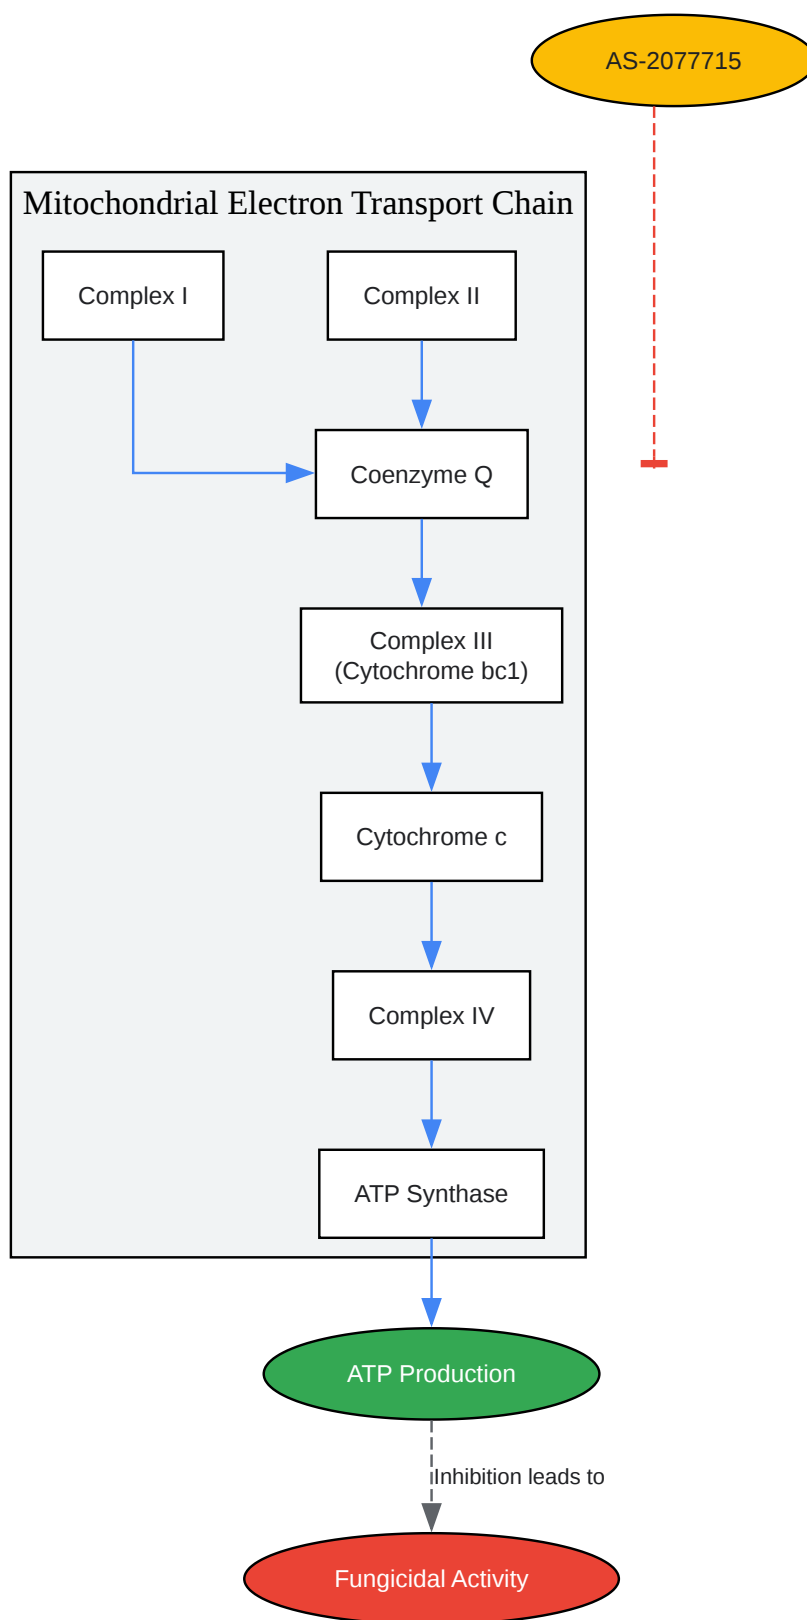 AS-2077715
Mitochondrial Electron Transport Chain
Complex I
Complex II
Coenzyme Q
Complex III
(Cytochrome bc1)
Cytochrome c
Complex IV
ATP Synthase
ATP Production
Inhibition leads to
Fungicidal Activity